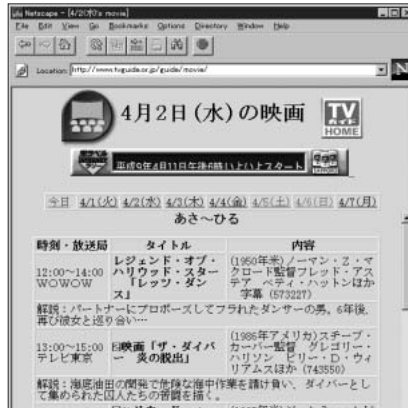 Netscape - [4/2(水)'s movie]
File Edit View Go Bookmarks Options Directory Window Help
Location: http://www.tvguide.or.jp/guide/movie/
N
4月2日(水)の映画
TV
HOME
平成9年4月11日午後6時いよいよスタート
今日 4/1(火) 4/2(水) 4/3(木) 4/4(金) 4/5(土) 4/6(日) 4/7(月)
あさ〜ひる
時刻・放送局 タイトル 内容
12:00〜14:00
WOWOW
レジェンド・オブ・
ハリウッド・スター
「レッツ・ダン
ス」
(1950年米)ノーマン・Z・マ
クロード監督フレッド・アス
テア ベティ・ハットンほか
字幕 (573227)
解説：パートナーにプロポーズしてフラれたダンサーの男。6年後、
再び彼女と巡り合い…
13:00〜15:00
テレビ東京
映画「ザ・ダイバ
ー 炎の脱出」
(1986年アメリカ)スチーブ・
カーバー監督 グレゴリー・
ハリソン ビリー・D・ウィ
リアムスほか (743550)
解説：海底油田の開発で危険な海中作業を請け負い、ダイバーとし
て集められた囚人たちの苦闘を描く。